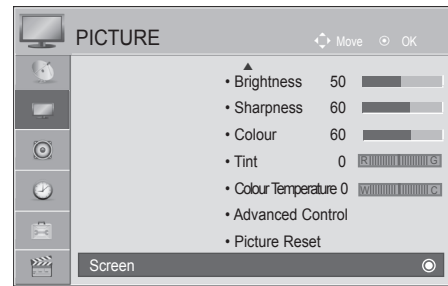 PICTURE Move OK
• Brightness 50
• Sharpness 60
• Colour 60
• Tint 0 R G
• Colour Temperature 0 W C
• Advanced Control
• Picture Reset
Screen